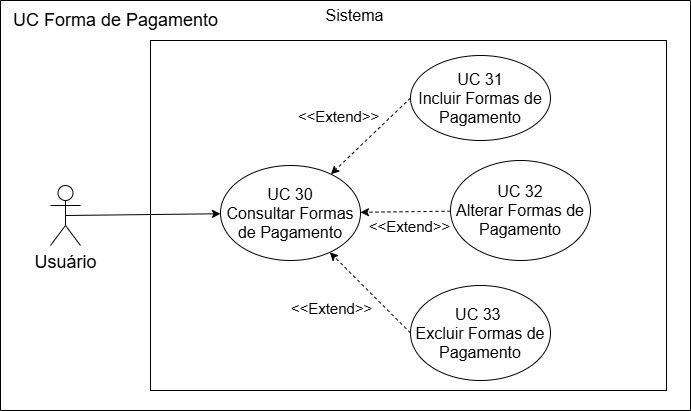 UC Forma de Pagamento
Sistema
UC 31
Incluir Formas de
Pagamento
<<Extend>>
UC 30
Consultar Formas
de Pagamento
UC 32
Alterar Formas de
Pagamento
<<Extend>>
Usuário
<<Extend>>
UC 33
Excluir Formas de
Pagamento